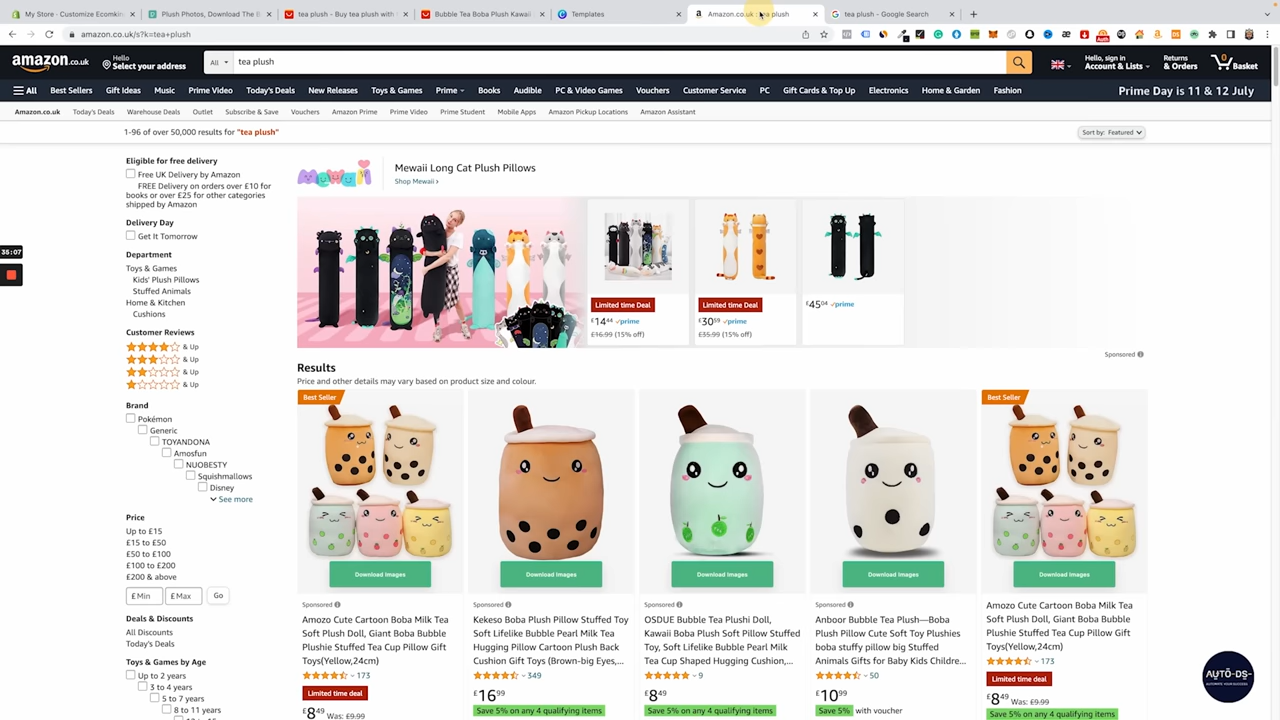 My Store - Customize Ecomkin
Plush Photos, Download The B
tea plush - Buy tea plush with
Bubble Tea Boba Plush Kawaii
Templates
Amazon.co.uk : tea plush
tea plush - Google Search
amazon.co.uk/s?k=tea+plush
amazon.co.uk
Hello
Select your address
All
tea plush
Hello, sign in
Account & Lists
Returns
& Orders
0
Basket
All
Best Sellers
Gift Ideas
Music
Prime Video
Today's Deals
New Releases
Toys & Games
Prime
Books
Audible
PC & Video Games
Vouchers
Customer Service
PC
Gift Cards & Top Up
Electronics
Home & Garden
Fashion
Prime Day is 11 & 12 July
Amazon.co.uk
Today's Deals
Warehouse Deals
Outlet
Subscribe & Save
Vouchers
Amazon Prime
Prime Video
Prime Student
Mobile Apps
Amazon Pickup Locations
Amazon Assistant
1-96 of over 50,000 results for "tea plush"
Sort by: Featured
35:07
Eligible for free delivery
Free UK Delivery by Amazon
FREE Delivery on orders over £10 for
books or over £25 for other categories
shipped by Amazon
Delivery Day
Get It Tomorrow
Department
Toys & Games
Kids' Plush Pillows
Stuffed Animals
Home & Kitchen
Cushions
Customer Reviews
& Up
& Up
& Up
& Up
Brand
Pokémon
Generic
TOYANDONA
Amosfun
NUOBESTY
Squishmallows
Disney
See more
Price
Up to £15
£15 to £50
£50 to £100
£100 to £200
£200 & above
£ Min
£ Max
Go
Deals & Discounts
All Discounts
Today's Deals
Toys & Games by Age
Up to 2 years
3 to 4 years
5 to 7 years
8 to 11 years
Mewaii Long Cat Plush Pillows
Shop Mewaii ›
Limited time Deal
£14.44 prime
£16.99 (15% off)
Limited time Deal
£30.59 prime
£35.99 (15% off)
£45.04 prime
Sponsored
Results
Price and other details may vary based on product size and colour.
Best Seller
Download Images
Sponsored
Amozo Cute Cartoon Boba Milk Tea
Soft Plush Doll, Giant Boba Bubble
Plushie Stuffed Tea Cup Pillow Gift
Toys(Yellow,24cm)
173
Limited time deal
£8.49 Was: £9.99
Download Images
Sponsored
Kekeso Boba Plush Pillow Stuffed Toy
Soft Lifelike Bubble Pearl Milk Tea
Hugging Pillow Cartoon Plush Back
Cushion Gift Toys (Brown-big Eyes,...
349
£16.99
Save 5% on any 4 qualifying items
Download Images
Sponsored
OSDUE Bubble Tea Plushi Doll,
Kawaii Boba Plush Soft Pillow Stuffed
Toy, Soft Lifelike Bubble Pearl Milk
Tea Cup Shaped Hugging Cushion,...
9
£8.49
Save 5% on any 4 qualifying items
Download Images
Sponsored
Anboor Bubble Tea Plush—Boba
Plush Pillow Cute Soft Toy Plushies
boba stuffy pillow big Stuffed
Animals Gifts for Baby Kids Childre...
50
£10.99
Save 5% with voucher
Best Seller
Download Images
Amozo Cute Cartoon Boba Milk Tea
Soft Plush Doll, Giant Boba Bubble
Plushie Stuffed Tea Cup Pillow Gift
Toys(Yellow,24cm)
173
Limited time deal
£8.49 Was: £9.99
Save 5% on any 4 qualifying items
AUTO-DS-
AUTOMATE YOUR SUCCESS